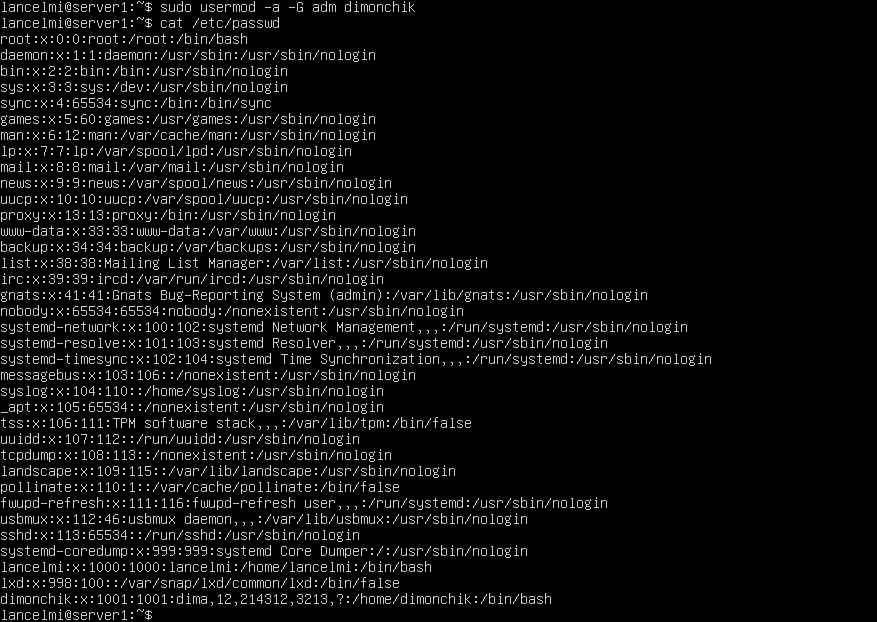 lancelmi@server1:~$ sudo usermod -a -G adm dimonchik
lancelmi@server1:~$ cat /etc/passwd
root:x:0:0:root:/root:/bin/bash
daemon:x:1:1:daemon:/usr/sbin:/usr/sbin/nologin
bin:x:2:2:bin:/bin:/usr/sbin/nologin
sys:x:3:3:sys:/dev:/usr/sbin/nologin
sync:x:4:65534:sync:/bin:/bin/sync
games:x:5:60:games:/usr/games:/usr/sbin/nologin
man:x:6:12:man:/var/cache/man:/usr/sbin/nologin
lp:x:7:7:lp:/var/spool/lpd:/usr/sbin/nologin
mail:x:8:8:mail:/var/mail:/usr/sbin/nologin
news:x:9:9:news:/var/spool/news:/usr/sbin/nologin
uucp:x:10:10:uucp:/var/spool/uucp:/usr/sbin/nologin
proxy:x:13:13:proxy:/bin:/usr/sbin/nologin
www-data:x:33:33:www-data:/var/www:/usr/sbin/nologin
backup:x:34:34:backup:/var/backups:/usr/sbin/nologin
list:x:38:38:Mailing List Manager:/var/list:/usr/sbin/nologin
irc:x:39:39:ircd:/var/run/ircd:/usr/sbin/nologin
gnats:x:41:41:Gnats Bug-Reporting System (admin):/var/lib/gnats:/usr/sbin/nologin
nobody:x:65534:65534:nobody:/nonexistent:/usr/sbin/nologin
systemd-network:x:100:102:systemd Network Management,,,:/run/systemd:/usr/sbin/nologin
systemd-resolve:x:101:103:systemd Resolver,,,:/run/systemd:/usr/sbin/nologin
systemd-timesync:x:102:104:systemd Time Synchronization,,,:/run/systemd:/usr/sbin/nologin
messagebus:x:103:106::/nonexistent:/usr/sbin/nologin
syslog:x:104:110::/home/syslog:/usr/sbin/nologin
_apt:x:105:65534::/nonexistent:/usr/sbin/nologin
tss:x:106:111:TPM software stack,,,:/var/lib/tpm:/bin/false
uuidd:x:107:112::/run/uuidd:/usr/sbin/nologin
tcpdump:x:108:113::/nonexistent:/usr/sbin/nologin
landscape:x:109:115::/var/lib/landscape:/usr/sbin/nologin
pollinate:x:110:1::/var/cache/pollinate:/bin/false
fwupd-refresh:x:111:116:fwupd-refresh user,,,:/run/systemd:/usr/sbin/nologin
usbmux:x:112:46:usbmux daemon,,,:/var/lib/usbmux:/usr/sbin/nologin
sshd:x:113:65534::/run/sshd:/usr/sbin/nologin
systemd-coredump:x:999:999:systemd Core Dumper:/:/usr/sbin/nologin
lancelmi:x:1000:1000:lancelmi:/home/lancelmi:/bin/bash
lxd:x:998:100::/var/snap/lxd/common/lxd:/bin/false
dimonchik:x:1001:1001:dima,12,214312,3213,?:/home/dimonchik:/bin/bash
lancelmi@server1:~$